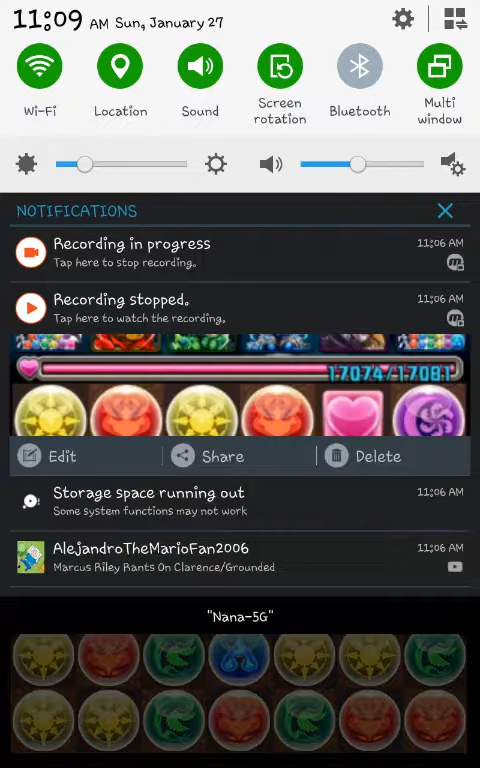 11:09 AM Sun, January 27
Wi-Fi
Location
Sound
Screen rotation
Bluetooth
Multi window
NOTIFICATIONS
Recording in progress 11:06 AM
Tap here to stop recording.
Recording stopped. 11:06 AM
Tap here to watch the recording.
17074/17081
Edit Share Delete
Storage space running out 11:06 AM
Some system functions may not work
AlejandroTheMarioFan2006 11:06 AM
Marcus Riley Rants On Clarence/Grounded
"Nana-5G"